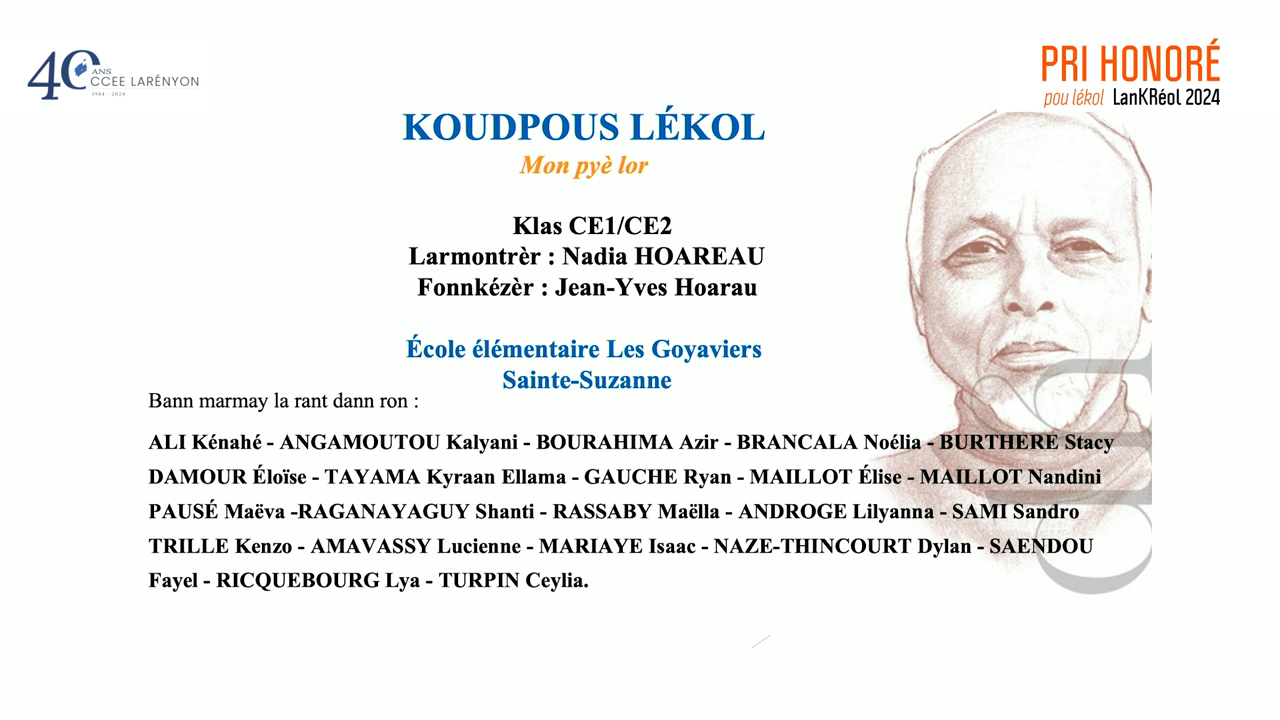 40 ANS
CCEE LARÉNYON
1984 - 2024
PRI HONORÉ
pou lékol LanKRéol 2024
KOUDPOUS LÉKOL
Mon pyè lor
Klas CE1/CE2
Larmontrèr : Nadia HOAREAU
Fonnkézèr : Jean-Yves Hoarau
École élémentaire Les Goyaviers
Sainte-Suzanne
Bann marmay la rant dann ron :
ALI Kénahé - ANGAMOUTOU Kalyani - BOURAHIMA Azir - BRANCALA Noélia - BURTHERE Stacy
DAMOUR Éloïse - TAYAMA Kyraan Ellama - GAUCHE Ryan - MAILLOT Élise - MAILLOT Nandini
PAUSÉ Maëva -RAGANAYAGUY Shanti - RASSABY Maëlla - ANDROGE Lilyanna - SAMI Sandro
TRILLE Kenzo - AMAVASSY Lucienne - MARIAYE Isaac - NAZE-THINCOURT Dylan - SAENDOU
Fayel - RICQUEBOURG Lya - TURPIN Ceylia.